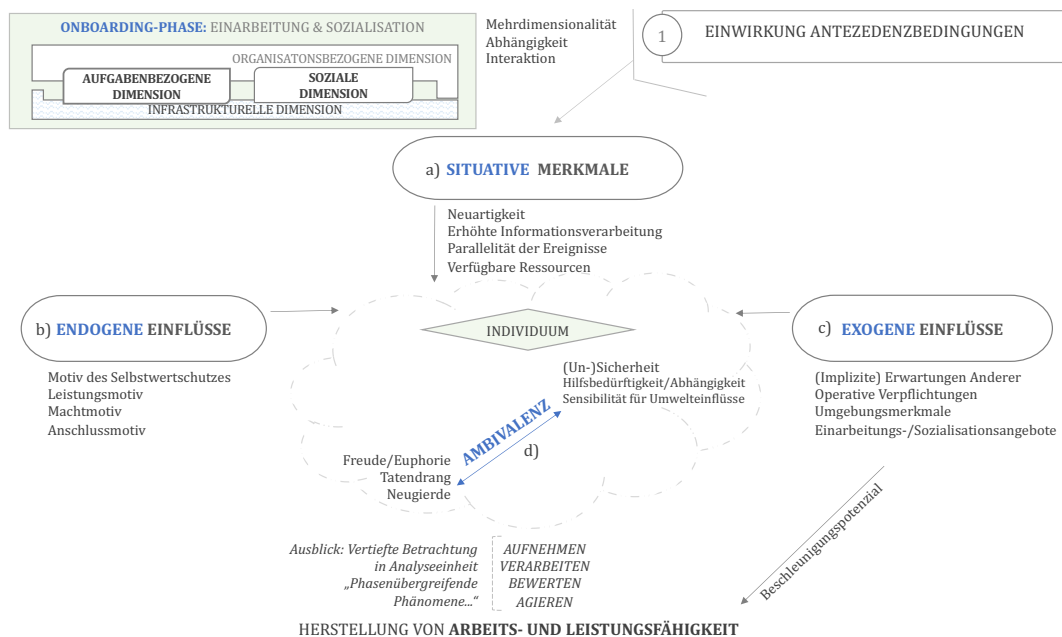 ONBOARDING-PHASE: EINARBEITUNG & SOZIALISATION
ORGANISATONSBEZOGENE DIMENSION
AUFGABENBEZOGENE
DIMENSION
SOZIALE
DIMENSION
INFRASTRUKTURELLE DIMENSION
Mehrdimensionalität
Abhängigkeit
Interaktion
1 EINWIRKUNG ANTEZEDENZBEDINGUNGEN
a) SITUATIVE MERKMALE
Neuartigkeit
Erhöhte Informationsverarbeitung
Parallelität der Ereignisse
Verfügbare Ressourcen
b) ENDOGENE EINFLÜSSE
Motiv des Selbstwertschutzes
Leistungsmotiv
Machtmotiv
Anschlussmotiv
INDIVIDUUM
(Un-)Sicherheit
Hilfsbedürftigkeit/Abhängigkeit
Sensibilität für Umwelteinflüsse
AMBIVALENZ
d)
Freude/Euphorie
Tatendrang
Neugierde
c) EXOGENE EINFLÜSSE
(Implizite) Erwartungen Anderer
Operative Verpflichtungen
Umgebungsmerkmale
Einarbeitungs-/Sozialisationsangebote
Beschleunigungspotenzial
Ausblick: Vertiefte Betrachtung
in Analyseeinheit
„Phasenübergreifende
Phänomene...“
AUFNEHMEN
VERARBEITEN
BEWERTEN
AGIEREN
HERSTELLUNG VON ARBEITS- UND LEISTUNGSFÄHIGKEIT